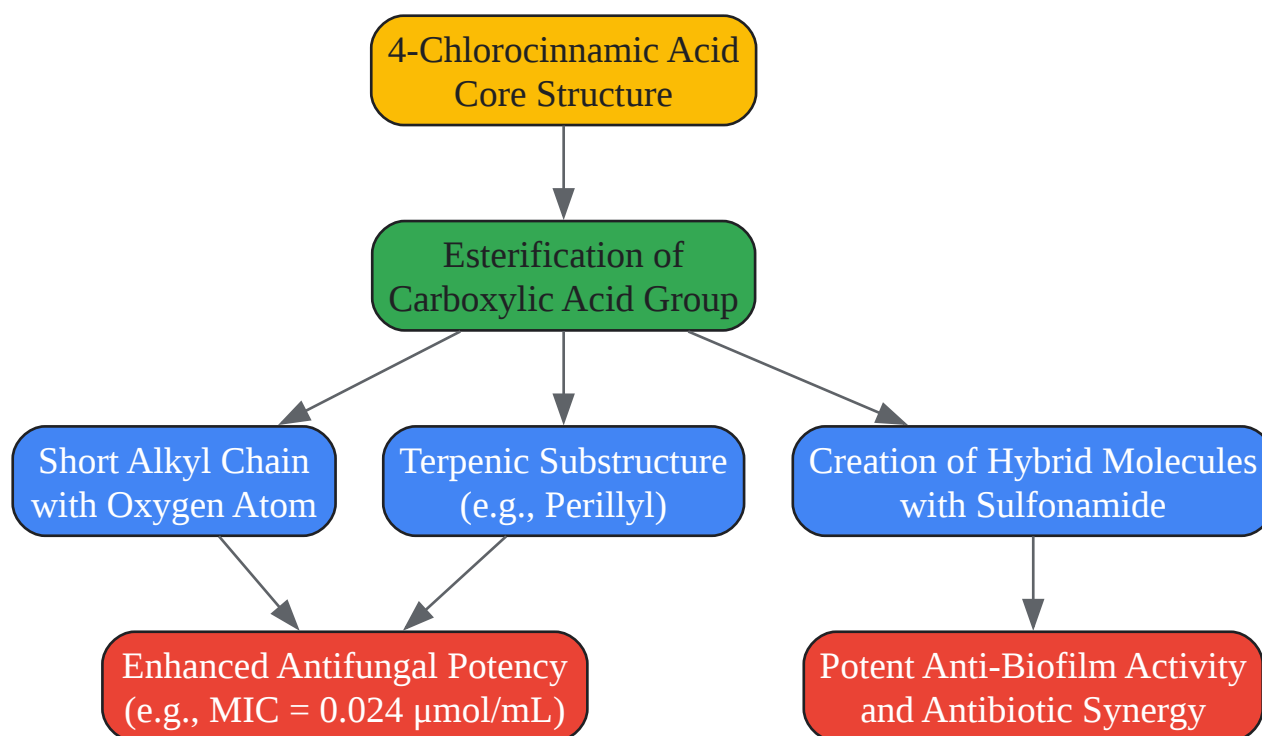 4-Chlorocinnamic Acid
Core Structure
Esterification of
Carboxylic Acid Group
Short Alkyl Chain
with Oxygen Atom
Terpenic Substructure
(e.g., Perillyl)
Creation of Hybrid Molecules
with Sulfonamide
Enhanced Antifungal Potency
(e.g., MIC = 0.024 μmol/mL)
Potent Anti-Biofilm Activity
and Antibiotic Synergy